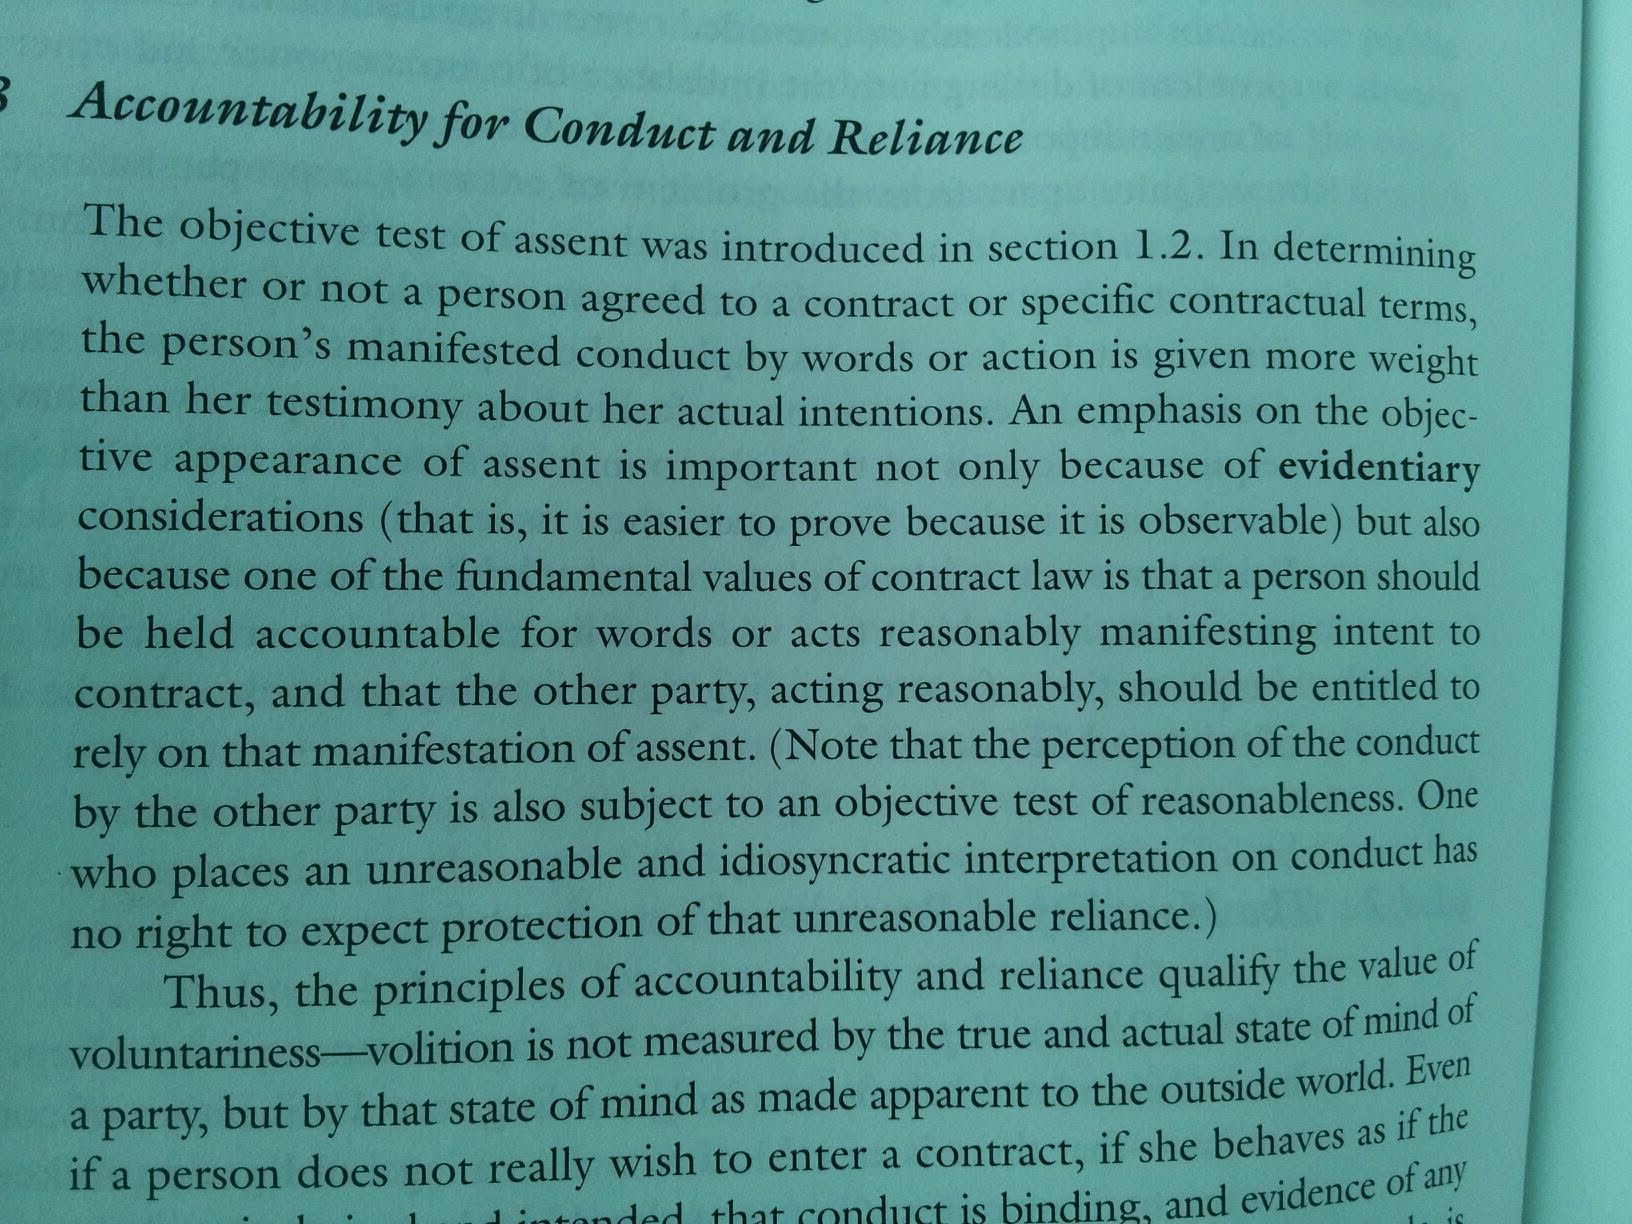 3 Accountability for Conduct and Reliance
The objective test of assent was introduced in section 1.2. In determining
whether or not a person agreed to a contract or specific contractual terms,
the person's manifested conduct by words or action is given more weight
than her testimony about her actual intentions. An emphasis on the objec-
tive appearance of assent is important not only because of evidentiary
considerations (that is, it is easier to prove because it is observable) but also
because one of the fundamental values of contract law is that a person should
be held accountable for words or acts reasonably manifesting intent to
contract, and that the other party, acting reasonably, should be entitled to
rely on that manifestation of assent. (Note that the perception of the conduct
by the other party is also subject to an objective test of reasonableness. One
who places an unreasonable and idiosyncratic interpretation on conduct has
no right to expect protection of that unreasonable reliance.)
Thus, the principles of accountability and reliance qualify the value of
voluntariness—volition is not measured by the true and actual state of mind of
a party, but by that state of mind as made apparent to the outside world. Even
if a person does not really wish to enter a contract, if she behaves as if the
intended, that conduct is binding, and evidence of any
is